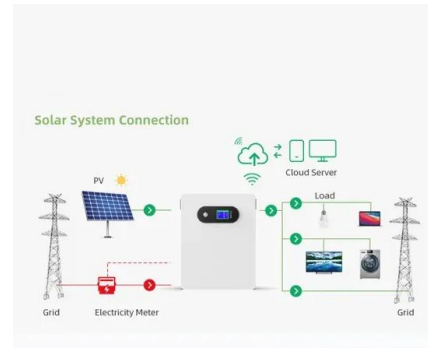 Solar System Connection
Cloud Server
PV
Load
Grid
Electricity Meter
Grid